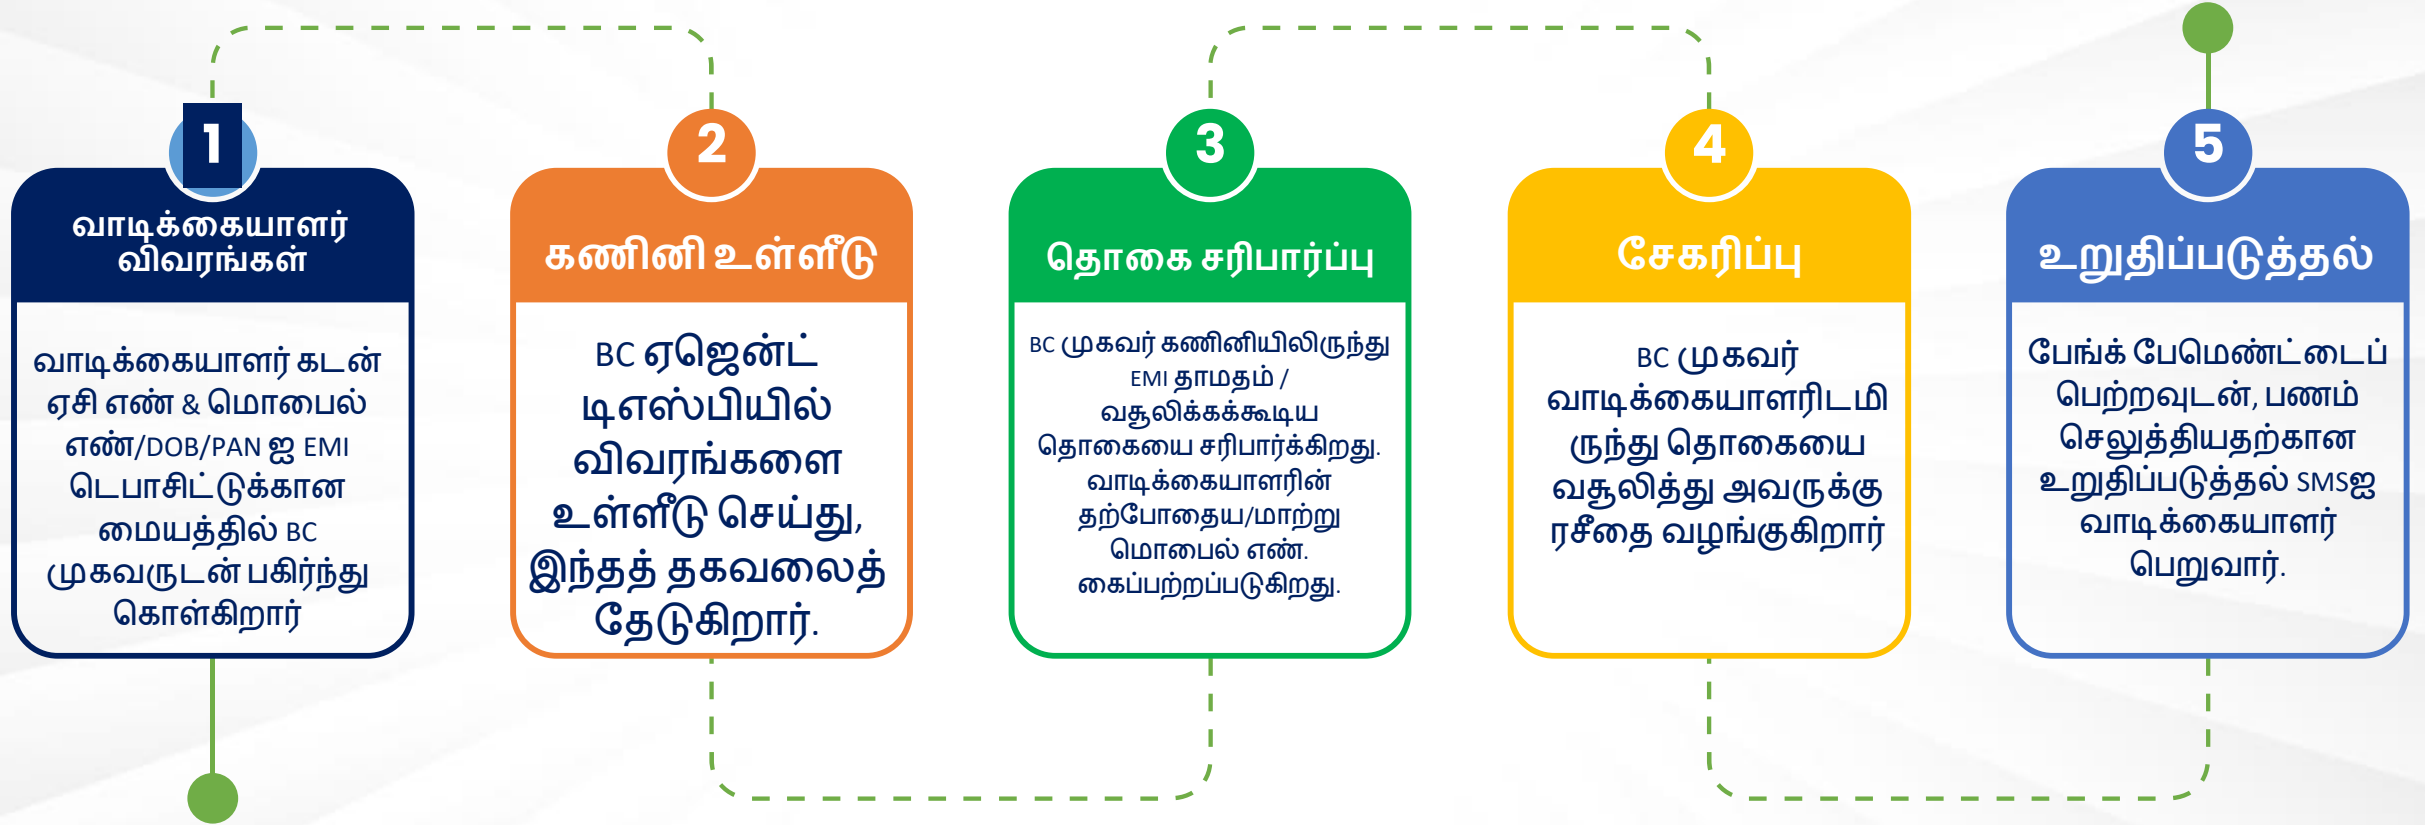 1
வாடிக்கையாளர்
விவரங்கள்
வாடிக்கையாளர் கடன்
ஏசி எண் & மொபைல்
எண்/DOB/PAN ஐ EMI
டெபாசிட்டுக்கான
மையத்தில் BC
முகவருடன் பகிர்ந்து
கொள்கிறார்
2
கணினி உள்ளீடு
BC ஏஜென்ட்
டிஎஸ்பியில்
விவரங்களை
உள்ளீடு செய்து,
இந்தத் தகவலைத்
தேடுகிறார்.
3
தொகை சரிபார்ப்பு
BC முகவர் கணினியிலிருந்து
EMI தாமதம் /
வசூலிக்கக்கூடிய
தொகையை சரிபார்க்கிறது.
வாடிக்கையாளரின்
தற்போதைய/மாற்று
மொபைல் எண்.
கைப்பற்றப்படுகிறது.
4
சேகரிப்பு
BC முகவர்
வாடிக்கையாளரிடமி
ருந்து தொகையை
வசூலித்து அவருக்கு
ரசீதை வழங்குகிறார்
5
உறுதிப்படுத்தல்
பேங்க் பேமெண்ட்டைப்
பெற்றவுடன், பணம்
செலுத்தியதற்கான
உறுதிப்படுத்தல் SMSஐ
வாடிக்கையாளர்
பெறுவார்.